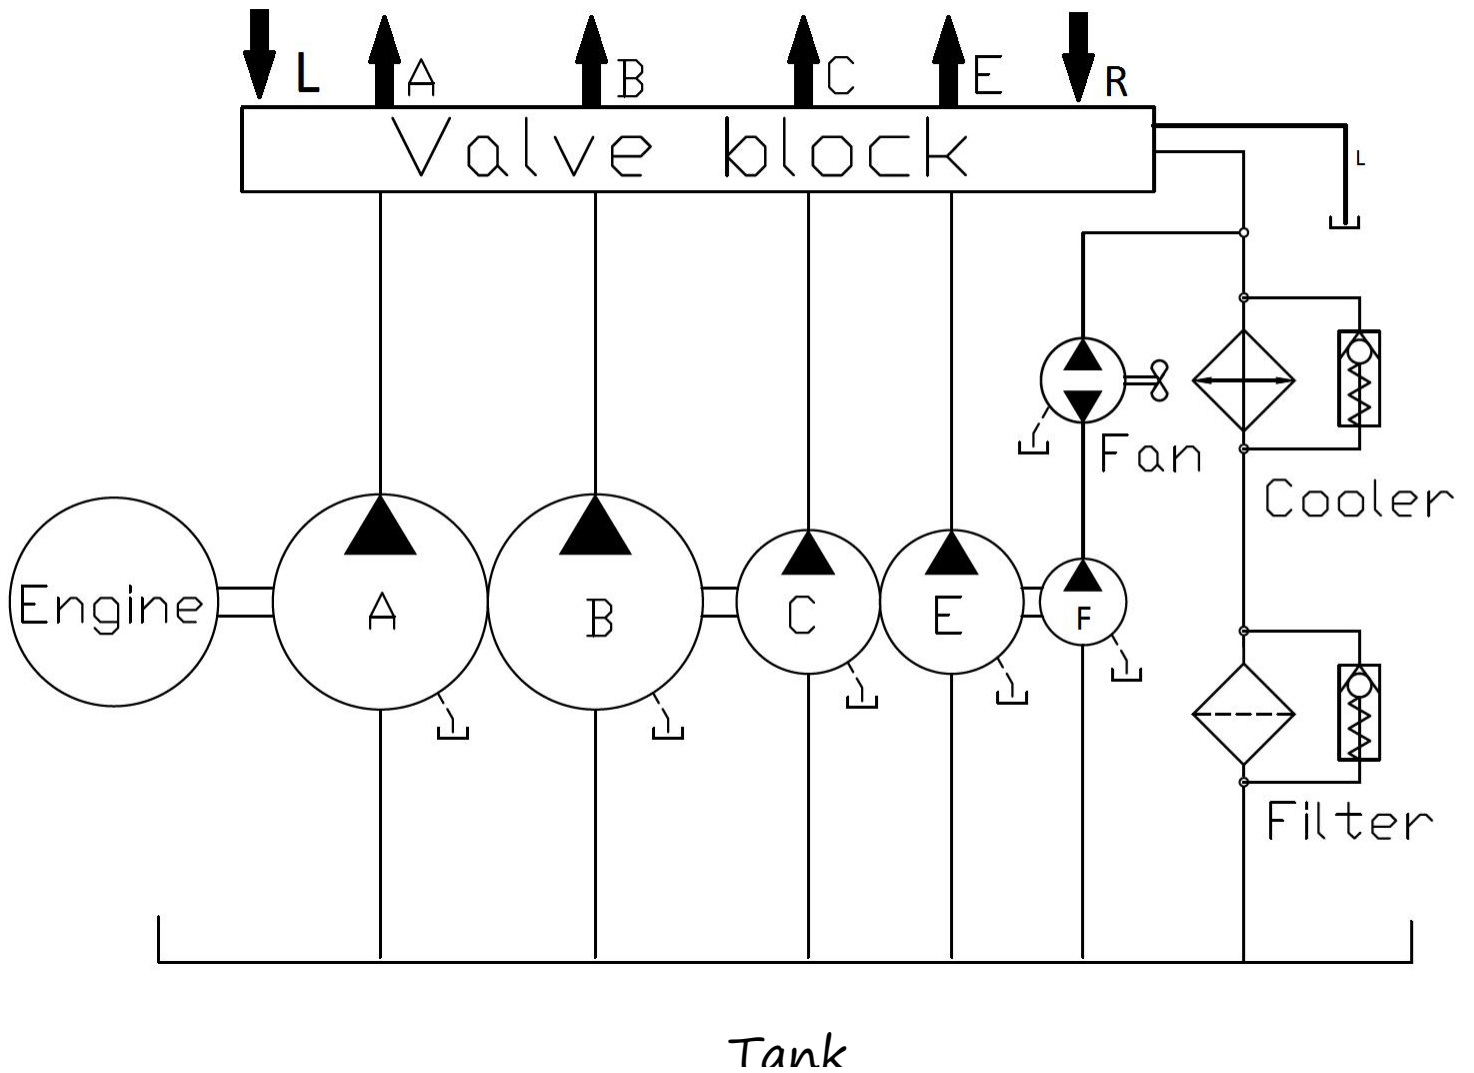 L A B C E R
Valve block
L
Fan
Cooler
Engine A B C E F
Filter
Tank